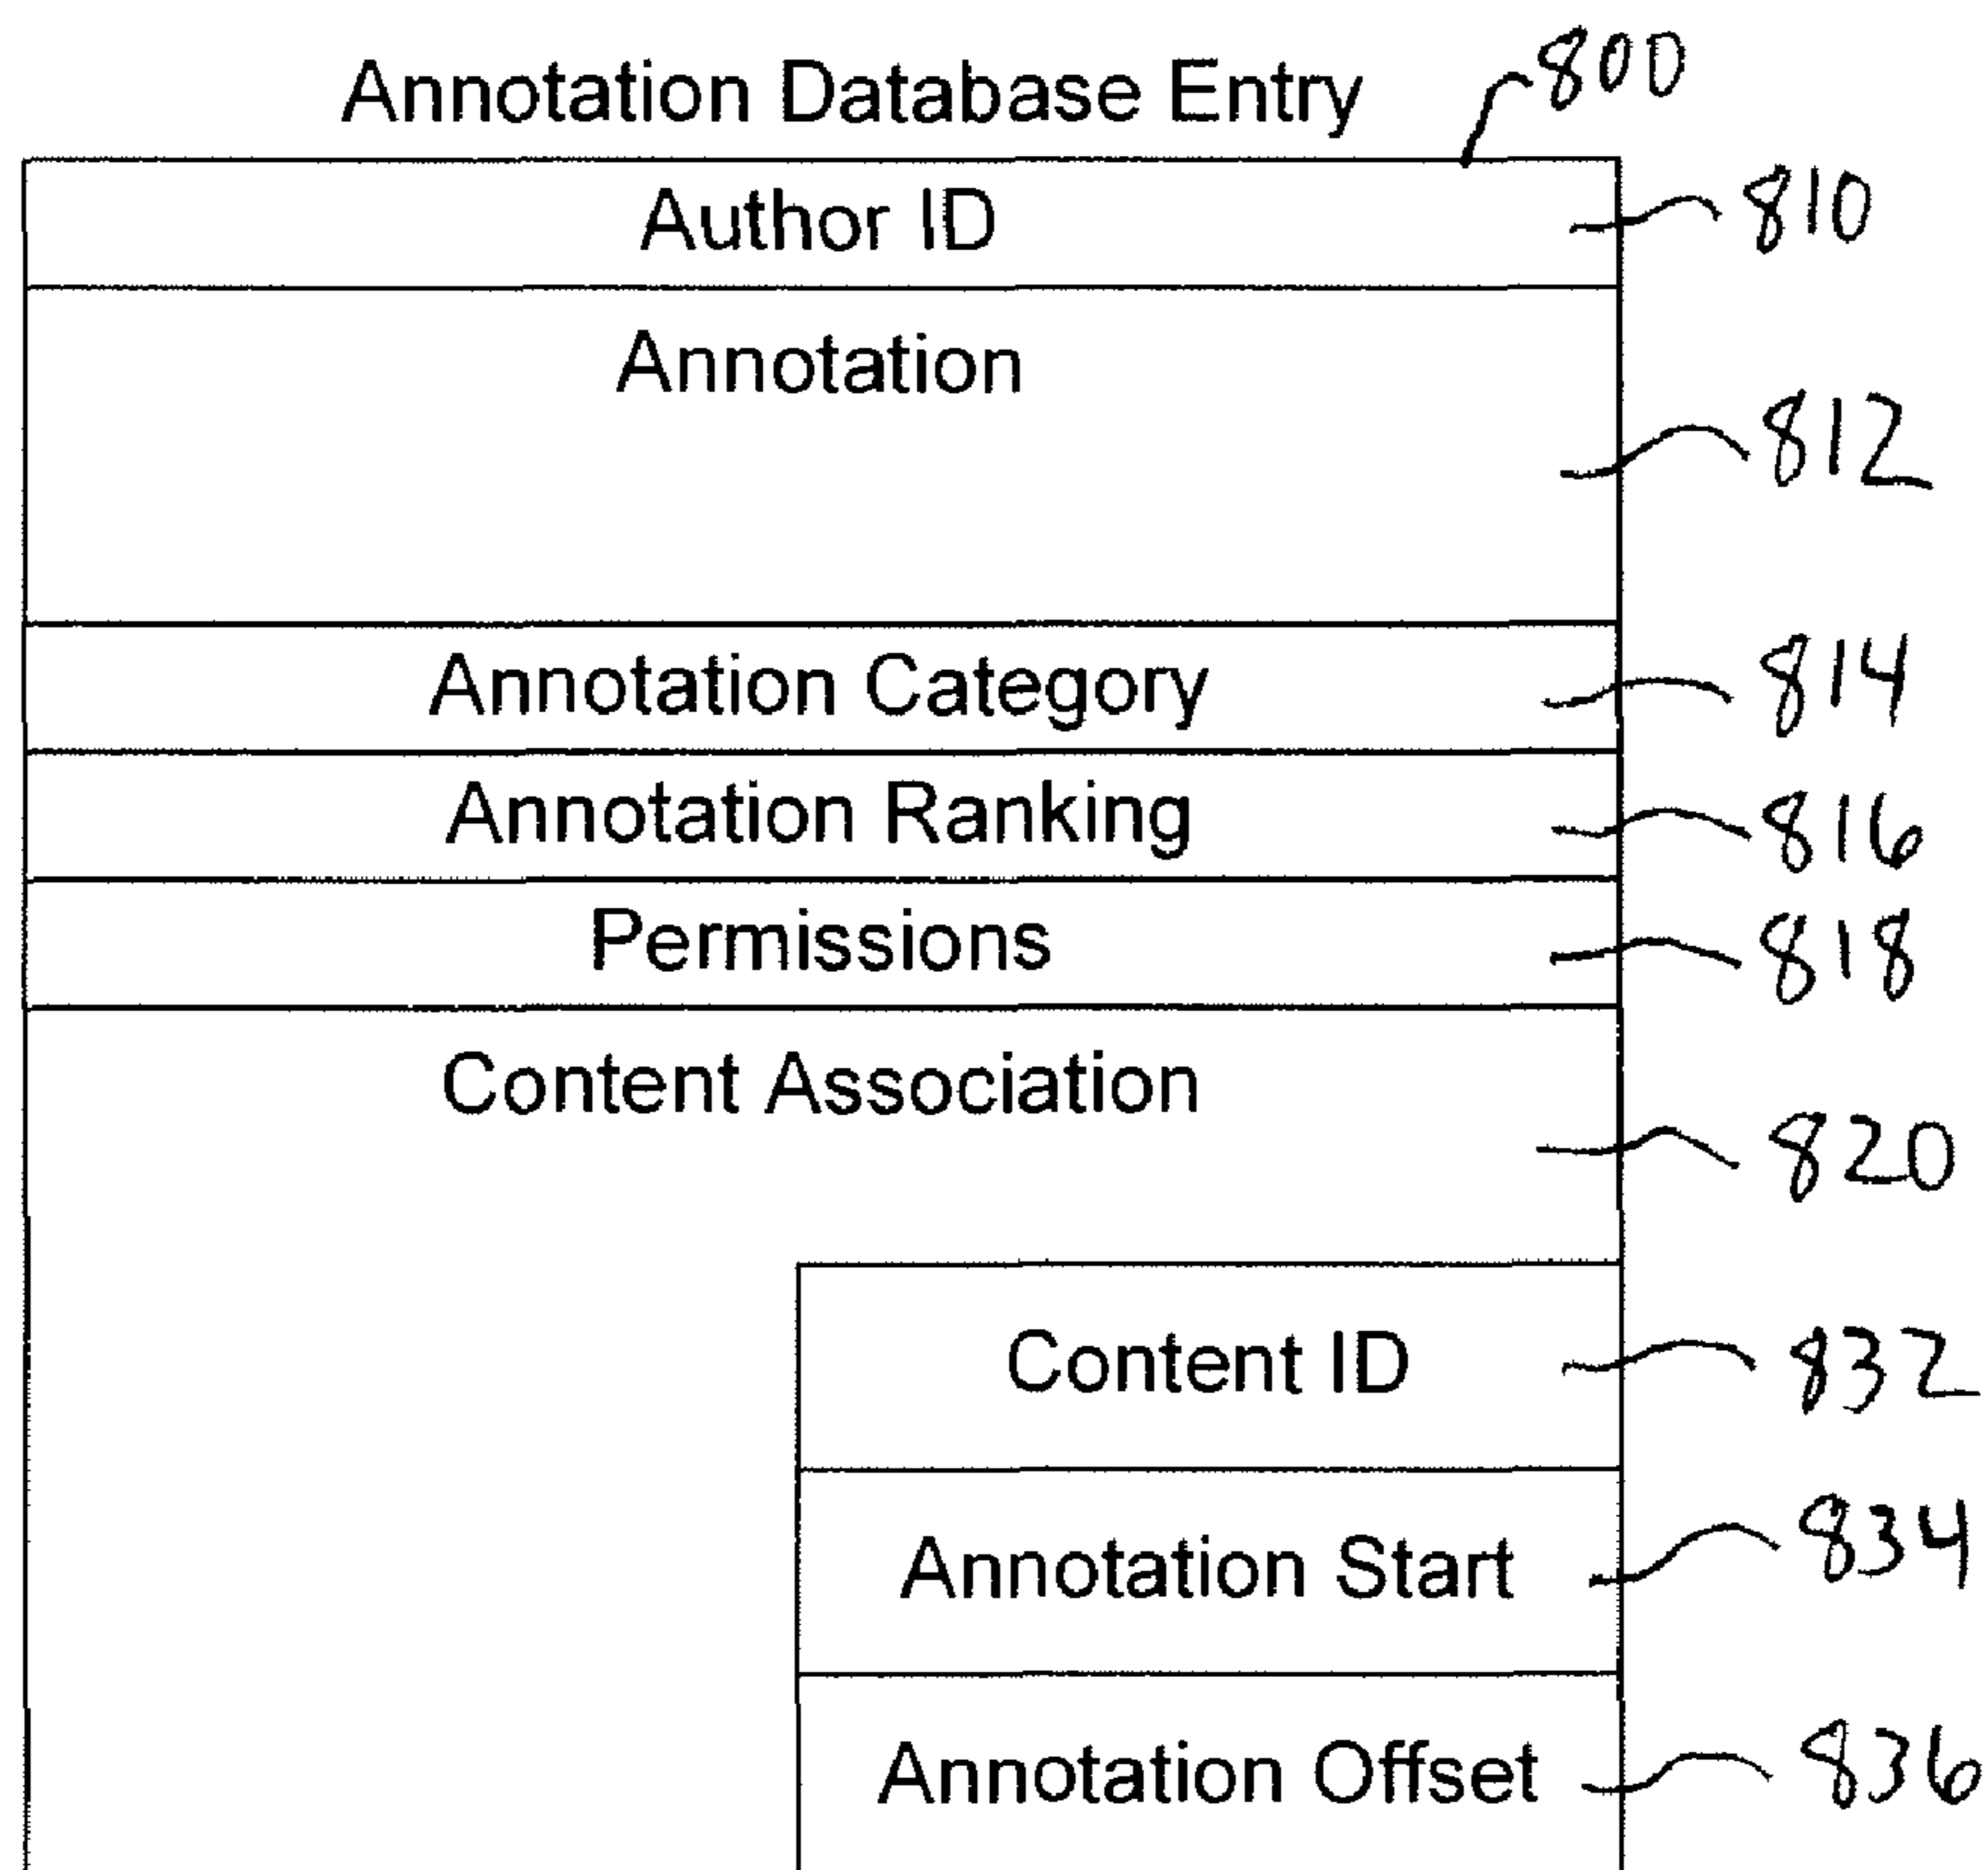 Annotation Database Entry 800
Author ID 810
Annotation
812
Annotation Category 814
Annotation Ranking 816
Permissions 818
Content Association
820
Content ID 832
Annotation Start 834
Annotation Offset 836